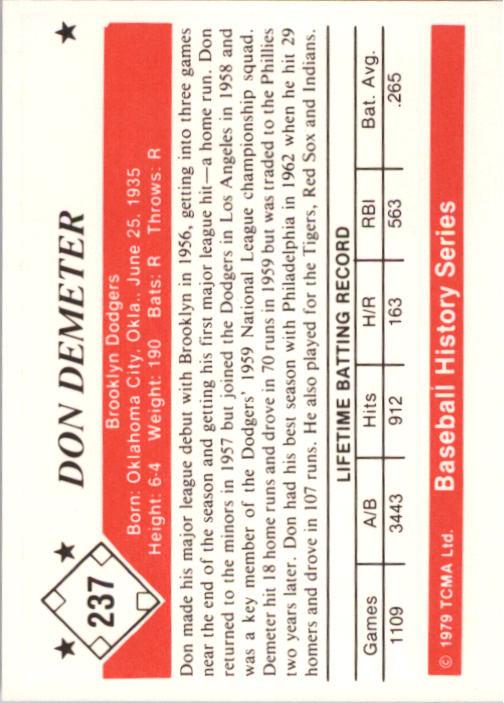 237
DON DEMETER
Brooklyn Dodgers
Born: Oklahoma City, Okla., June 25, 1935
Height: 6-4 Weight: 190 Bats: R Throws: R
Don made his major league debut with Brooklyn in 1956, getting into three games
near the end of the season and getting his first major league hit—a home run. Don
returned to the minors in 1957 but joined the Dodgers in Los Angeles in 1958 and
was a key member of the Dodgers' 1959 National League championship squad.
Demeter hit 18 home runs and drove in 70 runs in 1959 but was traded to the Phillies
two years later. Don had his best season with Philadelphia in 1962 when he hit 29
homers and drove in 107 runs. He also played for the Tigers, Red Sox and Indians.
LIFETIME BATTING RECORD
Games A/B Hits H/R RBI Bat. Avg.
1109 3443 912 163 563 .265
© 1979 TCMA Ltd. Baseball History Series